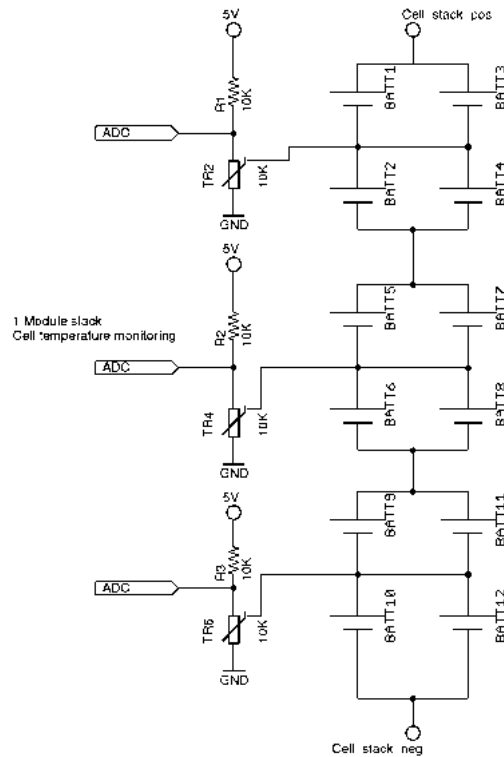 5V
Cell stack pos
R1
10K
BATT1
BATT3
ADC
TR2
10K
BATT2
BATT4
GND
5V
R2
10K
BATT5
BATT7
1 Module stack
Cell temperature monitoring
ADC
TR4
10K
BATT6
BATT8
GND
5V
R3
10K
BATT9
BATT11
ADC
TR6
10K
BATT10
BATT12
GND
Cell stack neg